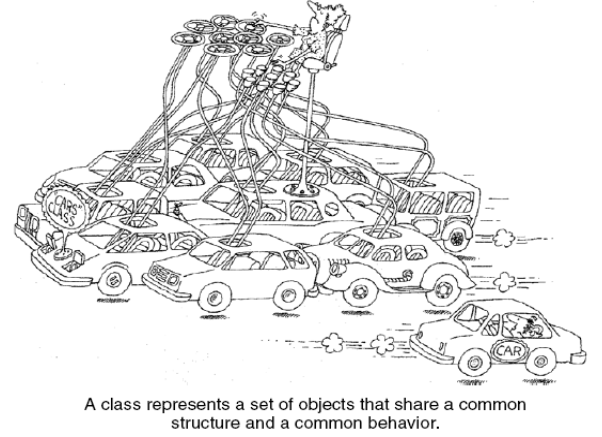 CARS
CLASS
CAR
A class represents a set of objects that share a common
structure and a common behavior.